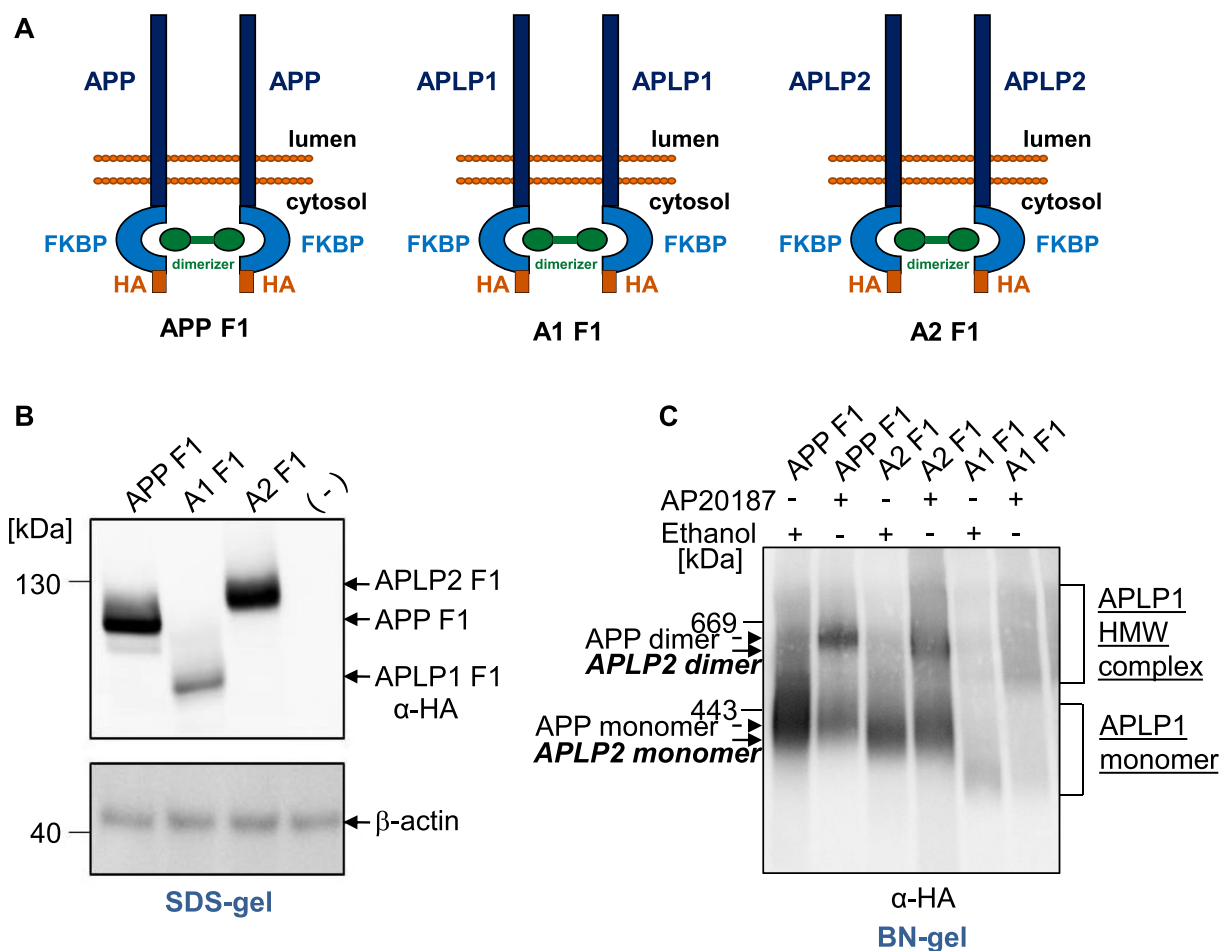 A
APP APP
lumen
cytosol
FKBP FKBP
dimerizer
HA HA
APP F1
APLP1 APLP1
lumen
cytosol
FKBP FKBP
dimerizer
HA HA
A1 F1
APLP2 APLP2
lumen
cytosol
FKBP FKBP
dimerizer
HA HA
A2 F1
B
APP F1 A1 F1 A2 F1 (-)
[kDa]
130
APLP2 F1
APP F1
APLP1 F1
α-HA
40
β-actin
SDS-gel
C
APP F1 APP F1 A2 F1 A2 F1 A1 F1 A1 F1
AP20187 - + - + - +
Ethanol + - + - + -
[kDa]
669
APP dimer
APLP2 dimer
443
APP monomer
APLP2 monomer
APLP1
HMW
complex
APLP1
monomer
α-HA
BN-gel